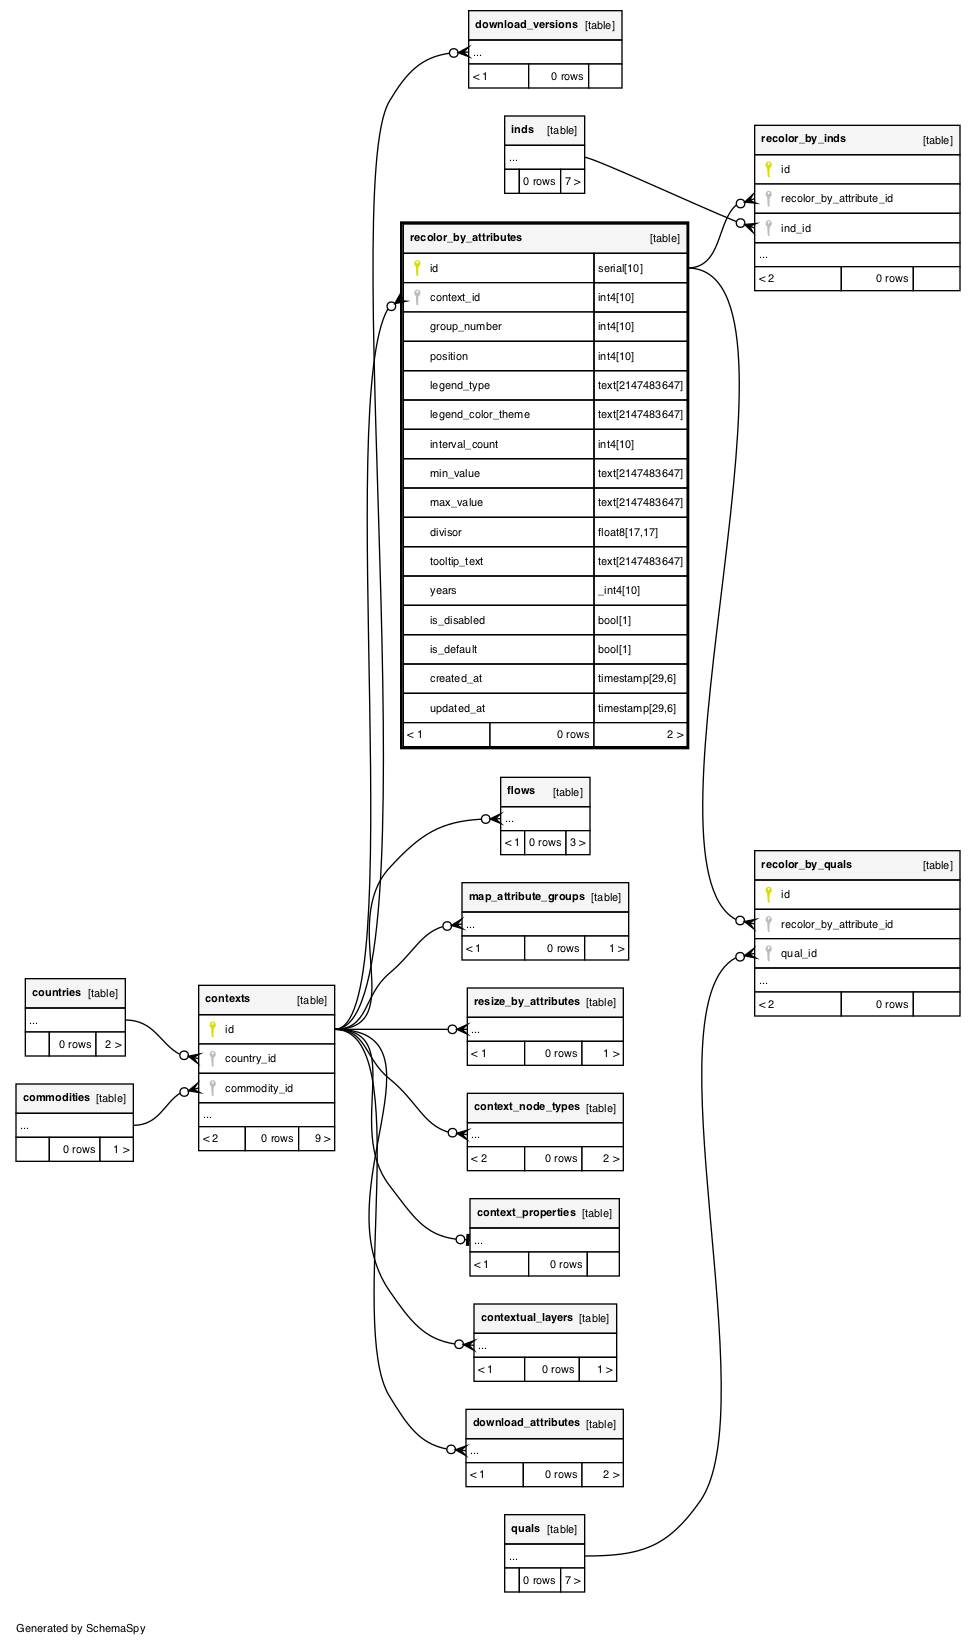 download_versions [table]
...
< 1 0 rows
inds [table]
...
0 rows 7 >
recolor_by_inds [table]
id
recolor_by_attribute_id
ind_id
...
< 2 0 rows
recolor_by_attributes [table]
id serial[10]
context_id int4[10]
group_number int4[10]
position int4[10]
legend_type text[2147483647]
legend_color_theme text[2147483647]
interval_count int4[10]
min_value text[2147483647]
max_value text[2147483647]
divisor float8[17,17]
tooltip_text text[2147483647]
years _int4[10]
is_disabled bool[1]
is_default bool[1]
created_at timestamp[29,6]
updated_at timestamp[29,6]
< 1 0 rows 2 >
flows [table]
...
< 1 0 rows 3 >
recolor_by_quals [table]
id
recolor_by_attribute_id
qual_id
...
< 2 0 rows
map_attribute_groups [table]
...
< 1 0 rows 1 >
countries [table]
...
0 rows 2 >
commodities [table]
...
0 rows 1 >
contexts [table]
id
country_id
commodity_id
...
< 2 0 rows 9 >
resize_by_attributes [table]
...
< 1 0 rows 1 >
context_node_types [table]
...
< 2 0 rows 2 >
context_properties [table]
...
< 1 0 rows
contextual_layers [table]
...
< 1 0 rows 1 >
download_attributes [table]
...
< 1 0 rows 2 >
quals [table]
...
0 rows 7 >
Generated by SchemaSpy